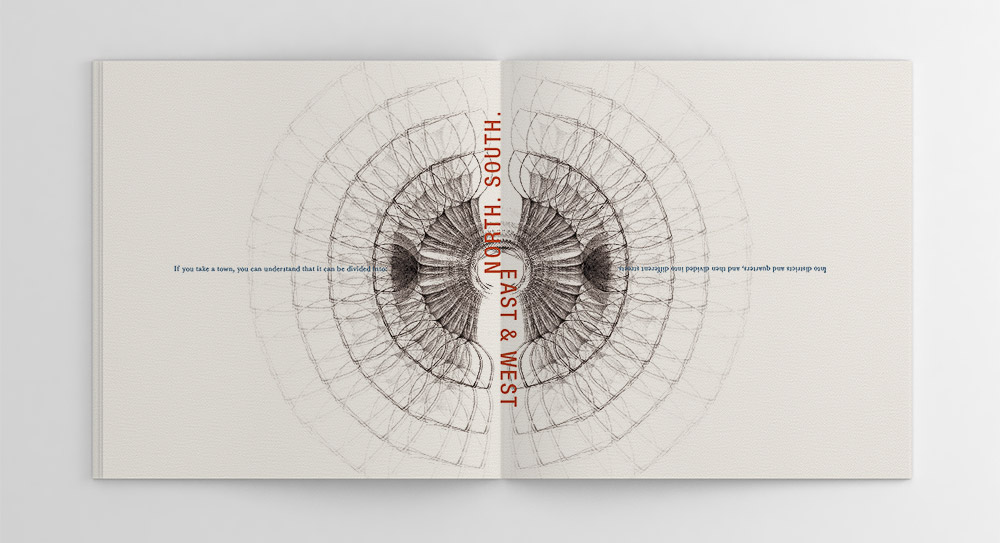 If you take a town, you can understand that it can be divided into:
NORTH, SOUTH,
EAST & WEST
Into districts and quarters, and then divided into different streets.